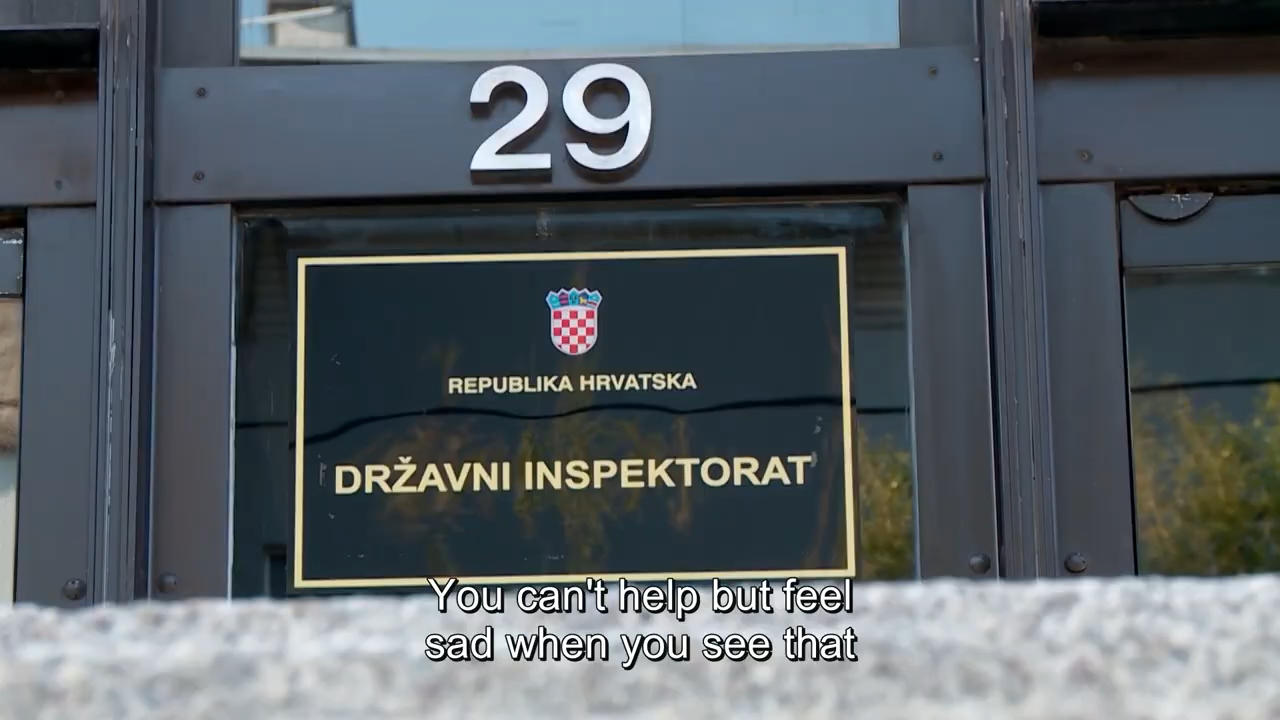 29
REPUBLIKA HRVATSKA
DRŽAVNI INSPEKTORAT
You can't help but feel
sad when you see that